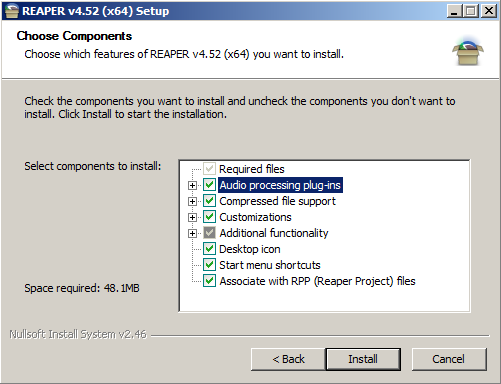 REAPER v4.52 (x64) Setup
Choose Components
Choose which features of REAPER v4.52 (x64) you want to install.
Check the components you want to install and uncheck the components you don't want to
install. Click Install to start the installation.
Select components to install:
Required files
Audio processing plug-ins
Compressed file support
Customizations
Additional functionality
Desktop icon
Start menu shortcuts
Associate with RPP (Reaper Project) files
Space required: 48.1MB
Nullsoft Install System v2.46
< Back
Install
Cancel